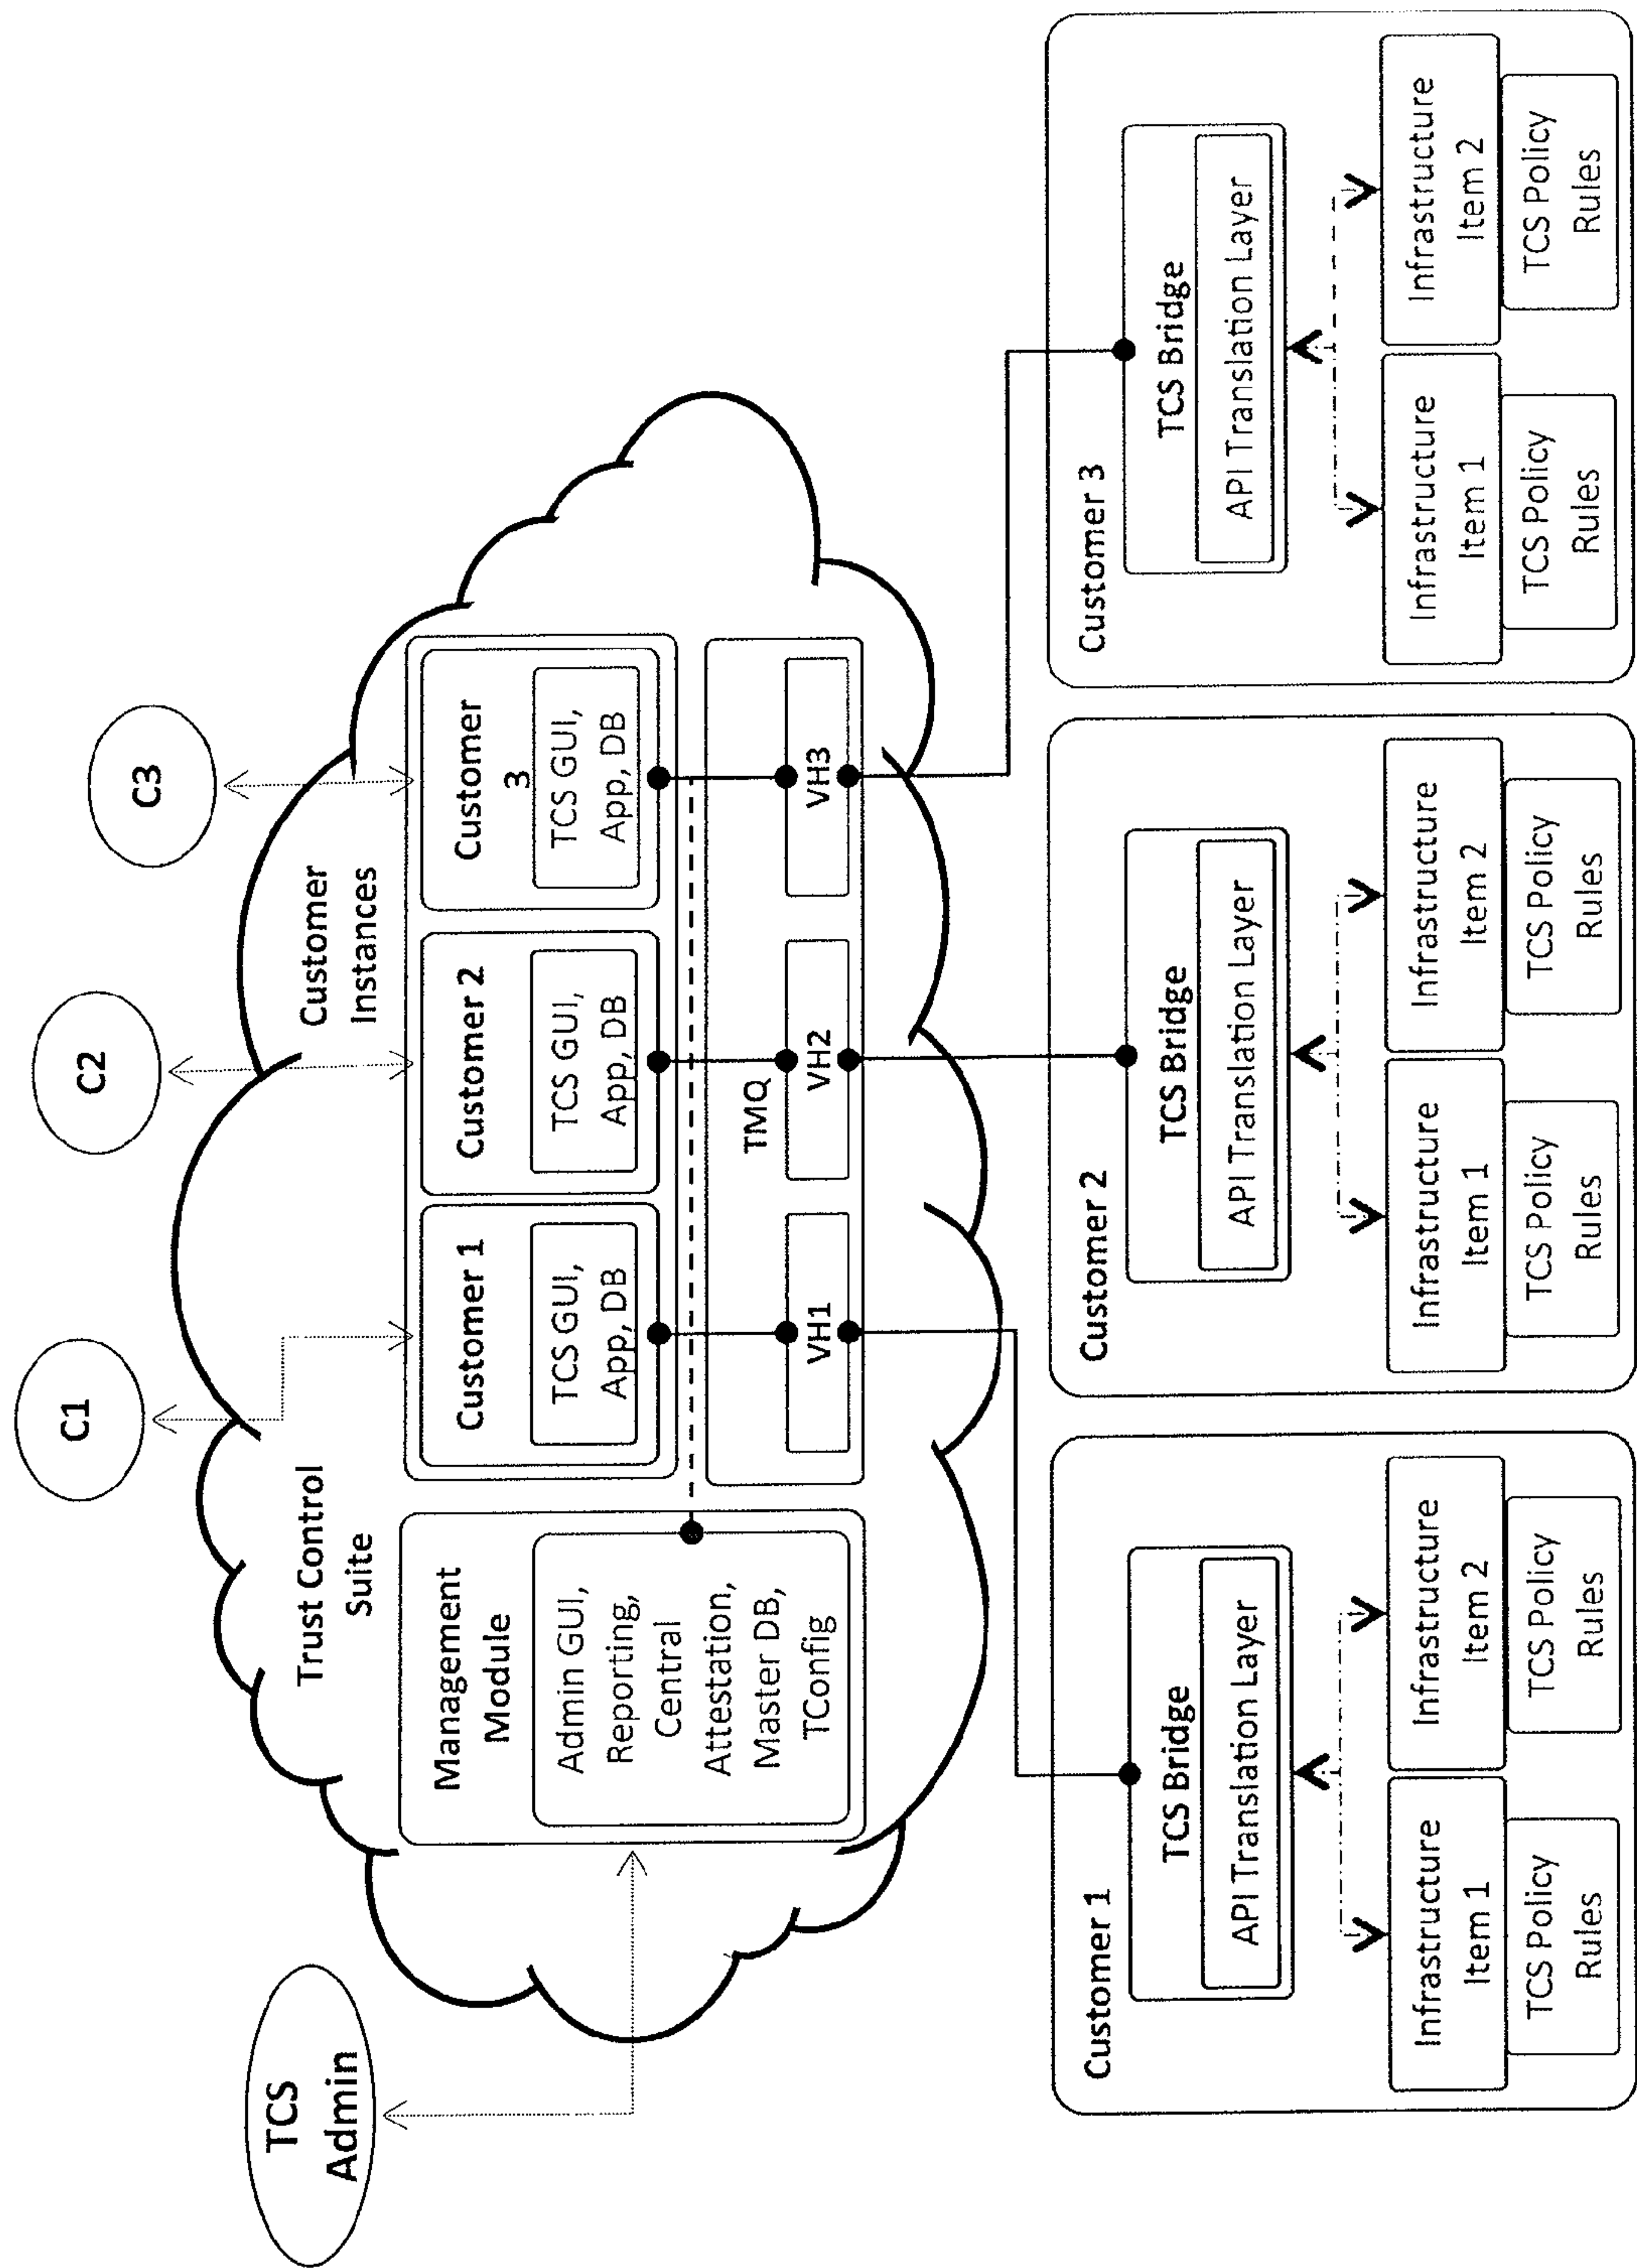 TCS
Admin
C1
C2
C3
Trust Control
Suite
Customer
Instances
Management
Module
Admin GUI,
Reporting,
Central
Attestation,
Master DB,
TConfig
Customer 1
TCS GUI,
App, DB
Customer 2
TCS GUI,
App, DB
Customer
3
TCS GUI,
App, DB
TMQ
VH1
VH2
VH3
Customer 1
TCS Bridge
API Translation Layer
Infrastructure
Item 1
TCS Policy
Rules
Infrastructure
Item 2
TCS Policy
Rules
Customer 2
TCS Bridge
API Translation Layer
Infrastructure
Item 1
TCS Policy
Rules
Infrastructure
Item 2
TCS Policy
Rules
Customer 3
TCS Bridge
API Translation Layer
Infrastructure
Item 1
TCS Policy
Rules
Infrastructure
Item 2
TCS Policy
Rules